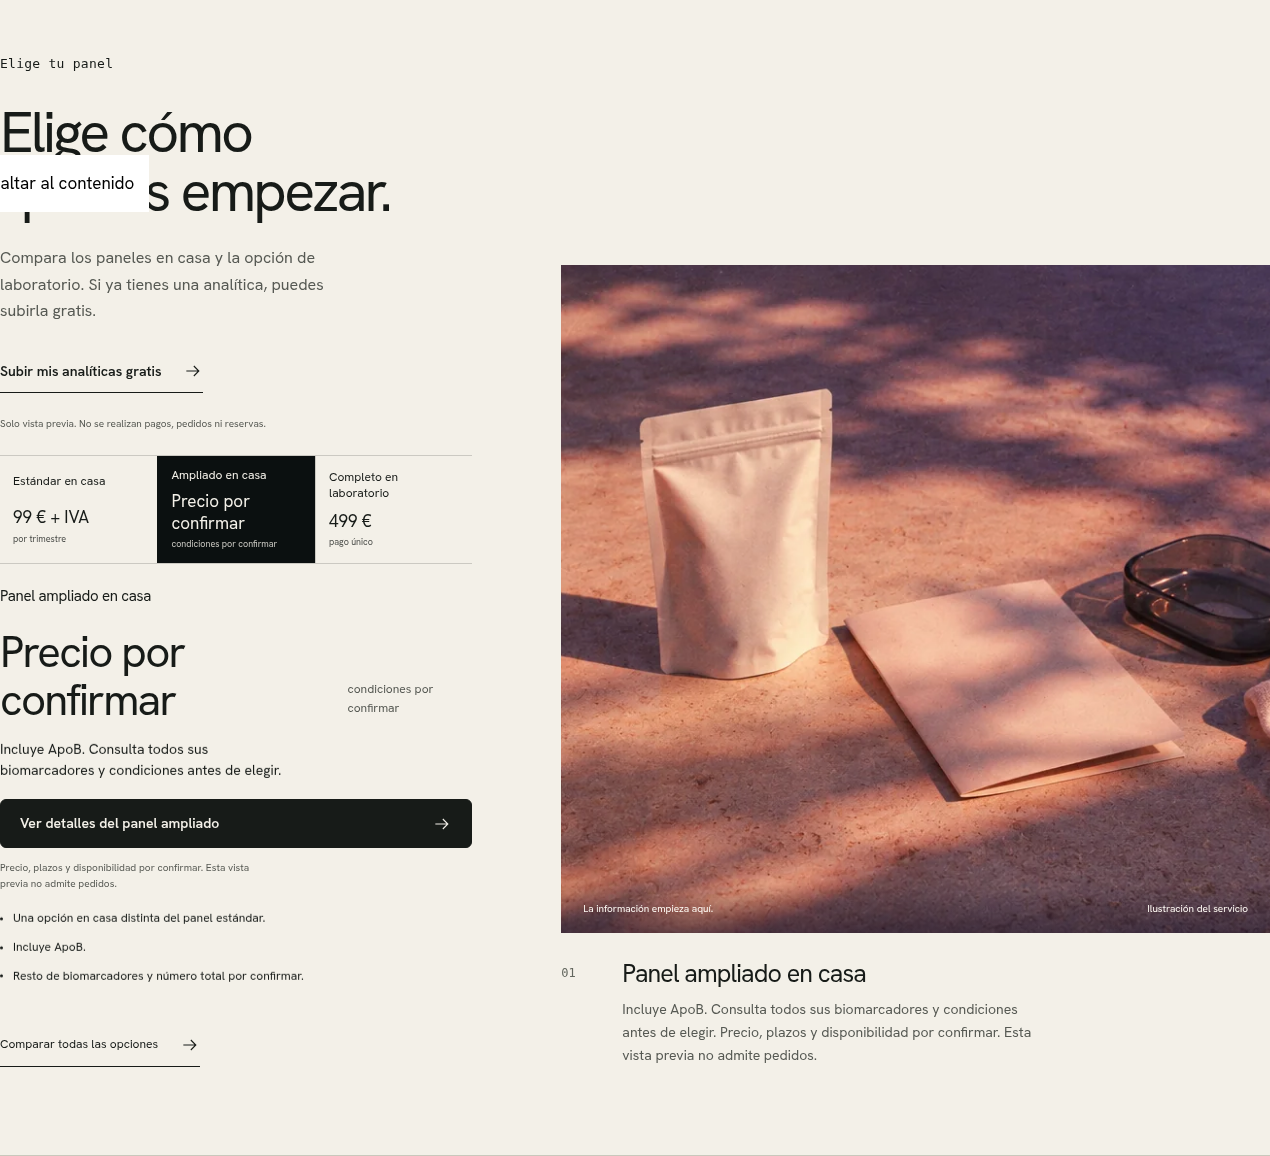 Elige tu panel
Elige cómo
altar al contenido
s empezar.
Compara los paneles en casa y la opción de
laboratorio. Si ya tienes una analítica, puedes
subirla gratis.
Subir mis analíticas gratis
Solo vista previa. No se realizan pagos, pedidos ni reservas.
Estándar en casa
99 € + IVA
por trimestre
Ampliado en casa
Precio por
confirmar
condiciones por confirmar
Completo en
laboratorio
499 €
pago único
Panel ampliado en casa
Precio por
confirmar
condiciones por
confirmar
Incluye ApoB. Consulta todos sus
biomarcadores y condiciones antes de elegir.
Ver detalles del panel ampliado
Precio, plazos y disponibilidad por confirmar. Esta vista
previa no admite pedidos.
• Una opción en casa distinta del panel estándar.
• Incluye ApoB.
• Resto de biomarcadores y número total por confirmar.
Comparar todas las opciones
La información empieza aquí.
Ilustración del servicio
01
Panel ampliado en casa
Incluye ApoB. Consulta todos sus biomarcadores y condiciones
antes de elegir. Precio, plazos y disponibilidad por confirmar. Esta
vista previa no admite pedidos.